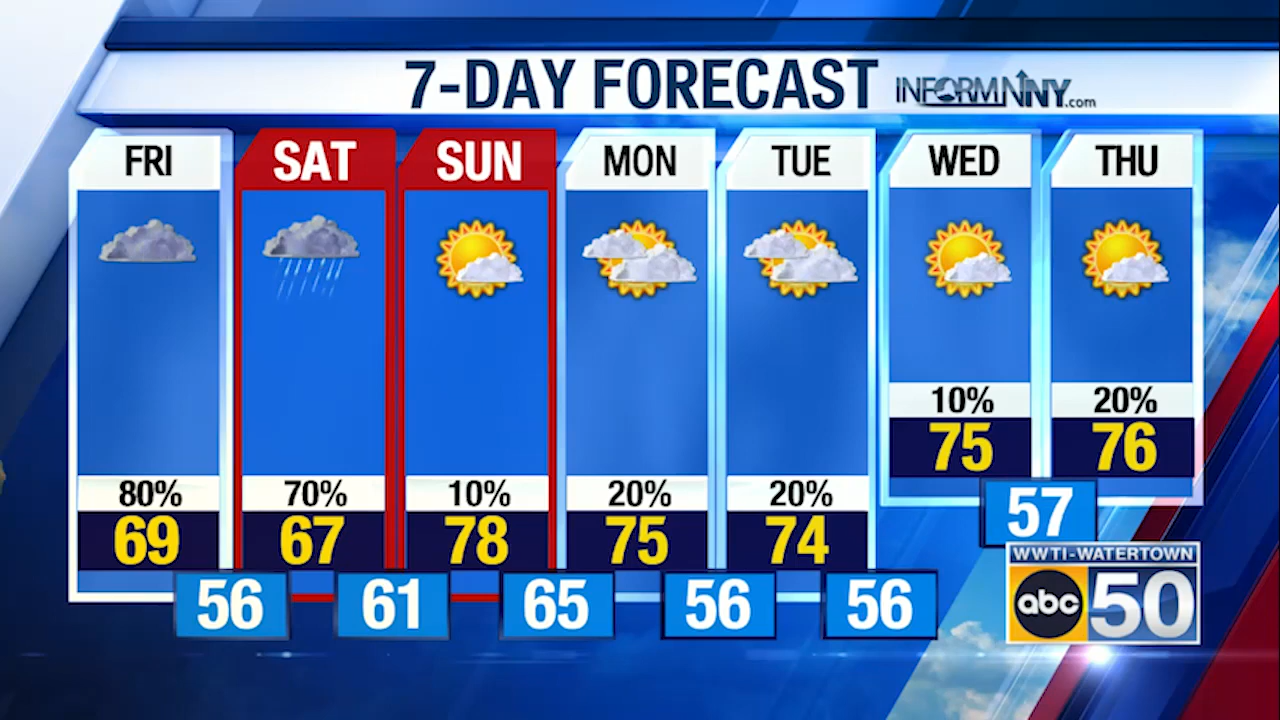 7-DAY FORECAST INFORMNNY.com
FRI SAT SUN MON TUE WED THU
10% 20%
75 76
80% 70% 10% 20% 20%
69 67 78 75 74
57
WWTI-WATERTOWN
abc 50
56 61 65 56 56